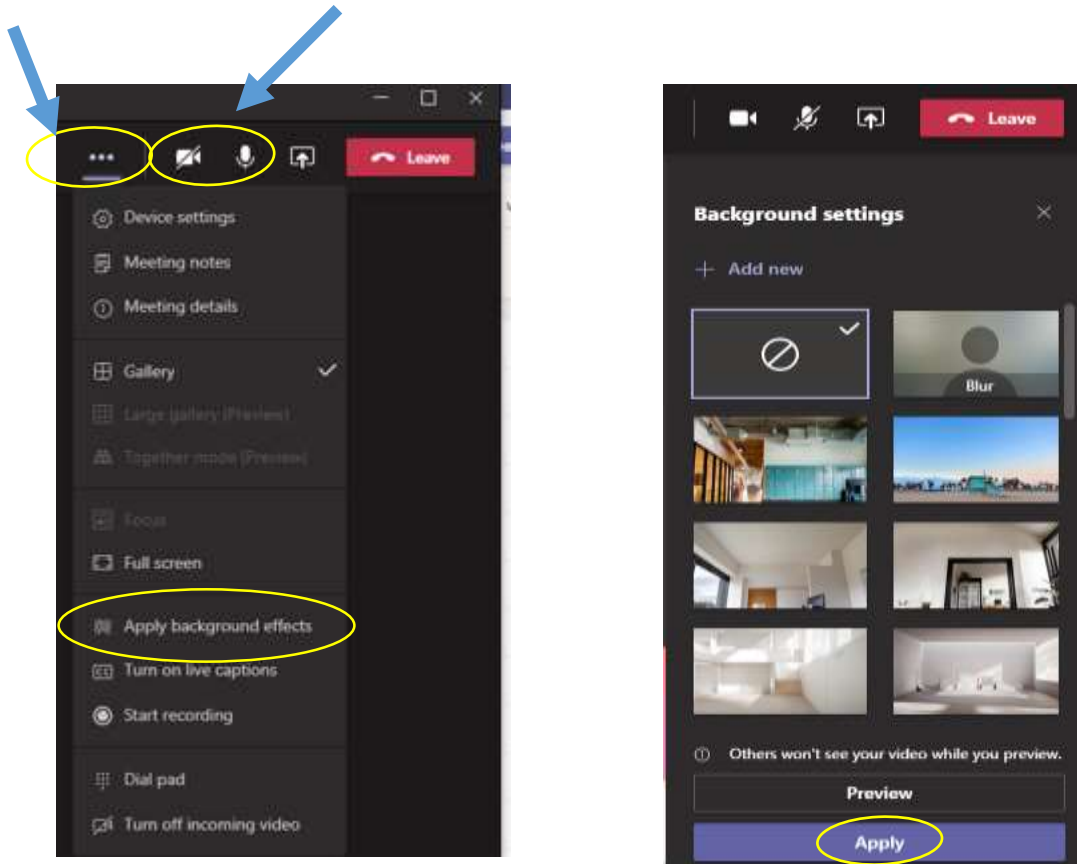 Leave
Device settings
Meeting notes
Meeting details
Gallery
Large gallery (Preview)
Together mode (Preview)
Focus
Full screen
Apply background effects
CC Turn on live captions
Start recording
Dial pad
Turn off incoming video
Leave
Background settings
+ Add new
Blur
Others won't see your video while you preview.
Preview
Apply